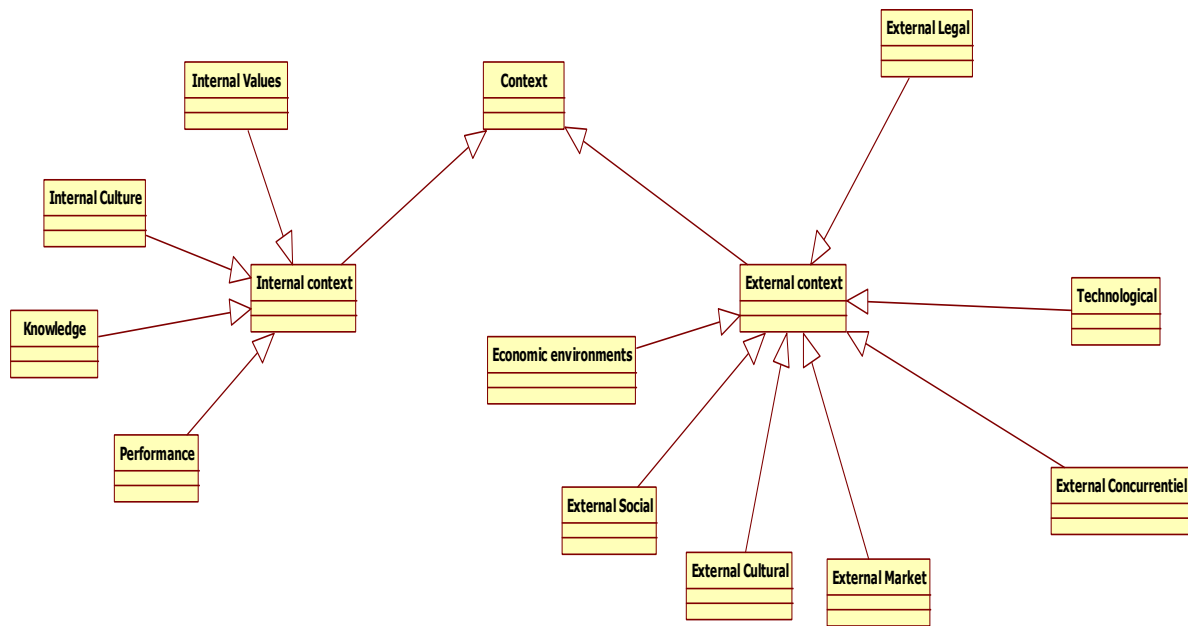 External Legal
Internal Values
Context
Internal Culture
Internal context
External context
Technological
Knowledge
Economic environments
Performance
External Social
External Concurrentiel
External Cultural
External Market